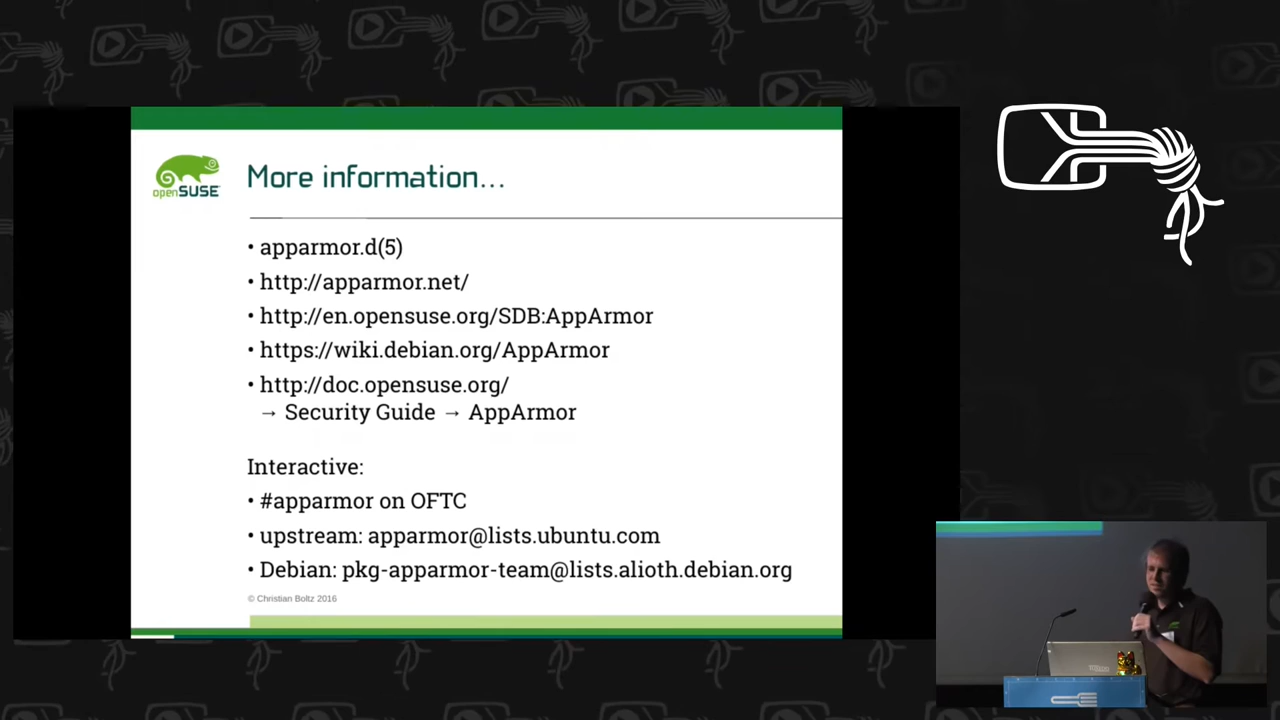 openSUSE
More information...
• apparmor.d(5)
• http://apparmor.net/
• http://en.opensuse.org/SDB:AppArmor
• https://wiki.debian.org/AppArmor
• http://doc.opensuse.org/
→ Security Guide → AppArmor
Interactive:
• #apparmor on OFTC
• upstream: apparmor@lists.ubuntu.com
• Debian: pkg-apparmor-team@lists.alioth.debian.org
© Christian Boltz 2016